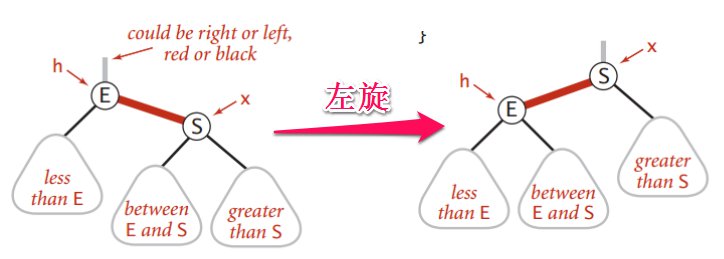 could be right or left,
red or black
h
E
x
S
less
than E
between
E and S
greater
than S
左旋
}
x
h
S
E
less
than E
between
E and S
greater
than S